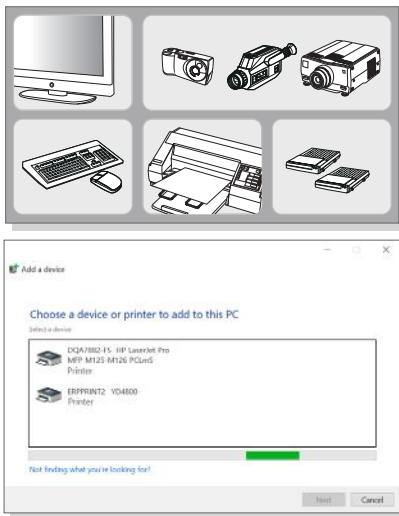 Add a device
Choose a device or printer to add to this PC
Select a device
DQA7882-F5 HP LaserJet Pro
MFP M125-M126 PCLmS
Printer
ERPPRINT2 YD4800
Printer
Not finding what you're looking for?
Next Cancel